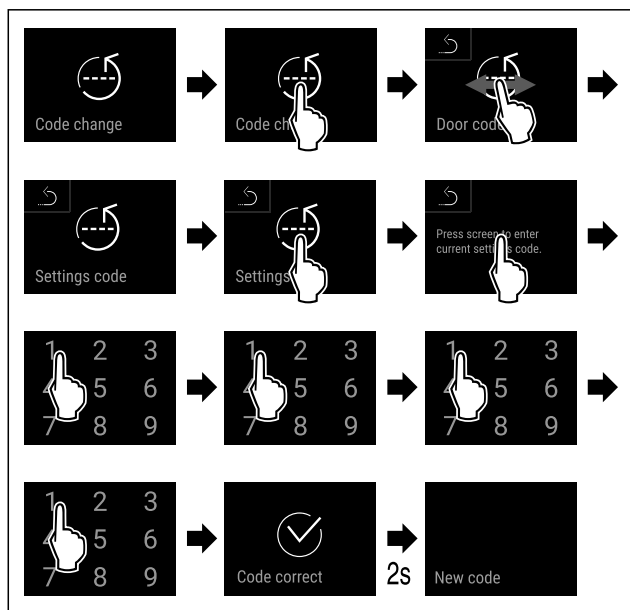 Code change
Code ch
Door code
Settings code
Settings
Press screen to enter
current settings code.
1 2 3
4 5 6
7 8 9
1 2 3
4 5 6
7 8 9
1 2 3
4 5 6
7 8 9
1 2 3
4 5 6
7 8 9
Code correct
2s
New code